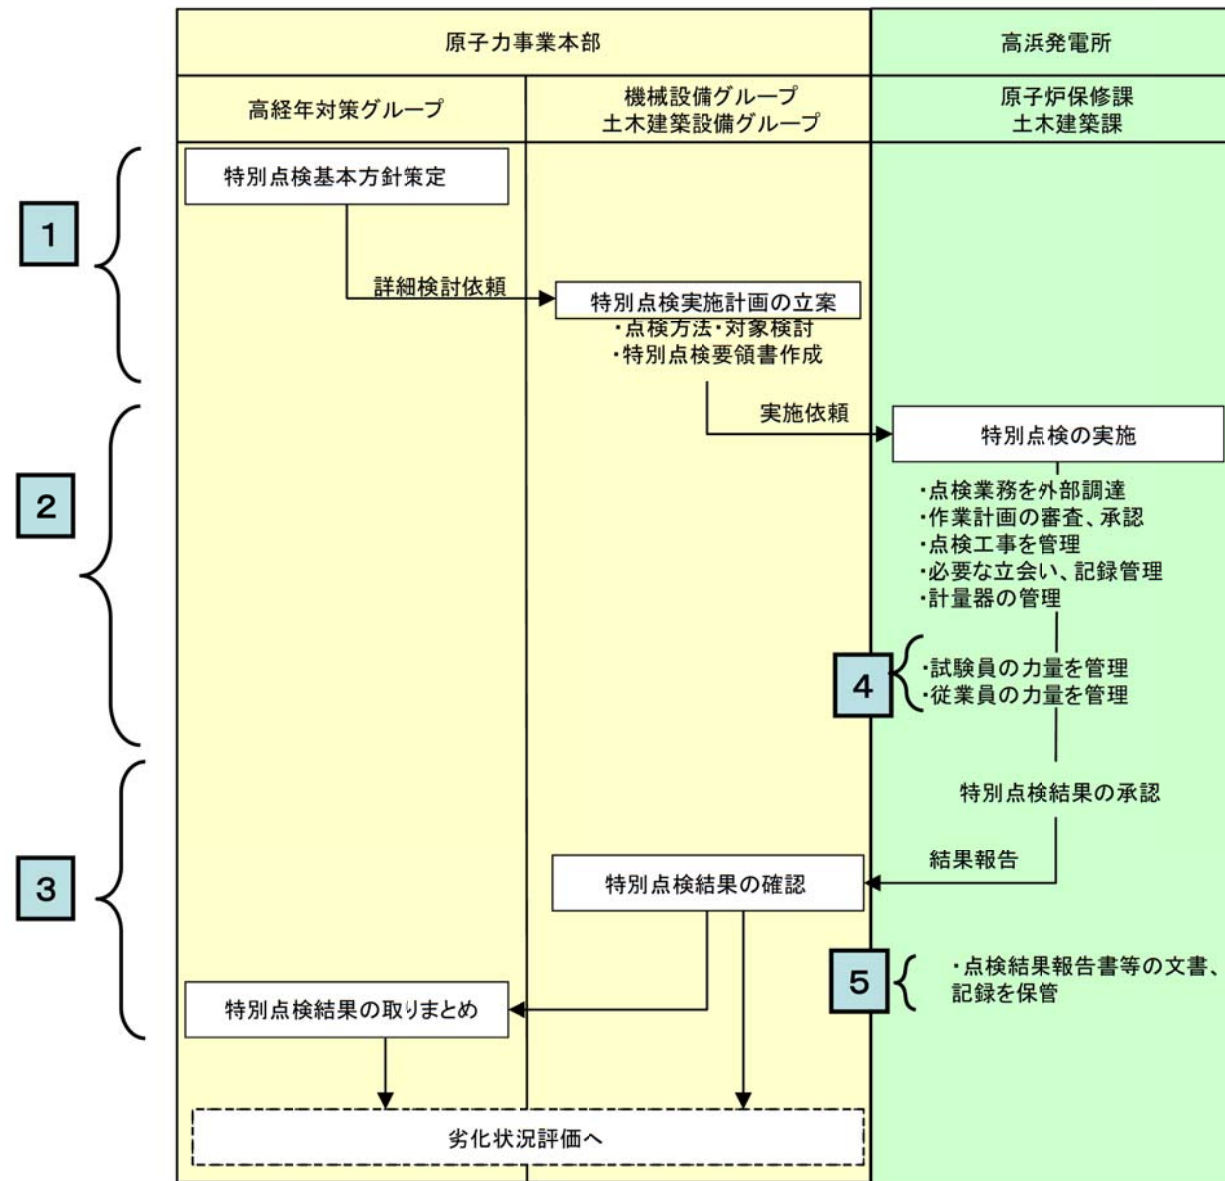 原子力事業本部
高浜発電所
高経年対策グループ
機械設備グループ
土木建築設備グループ
原子炉保修課
土木建築課
特別点検基本方針策定
1
詳細検討依頼
特別点検実施計画の立案
・点検方法・対象検討
・特別点検要領書作成
実施依頼
特別点検の実施
2
・点検業務を外部調達
・作業計画の審査、承認
・点検工事を管理
・必要な立会い、記録管理
・計量器の管理
4
・試験員の力量を管理
・従業員の力量を管理
特別点検結果の承認
結果報告
3
特別点検結果の確認
5
・点検結果報告書等の文書、
記録を保管
特別点検結果の取りまとめ
劣化状況評価へ